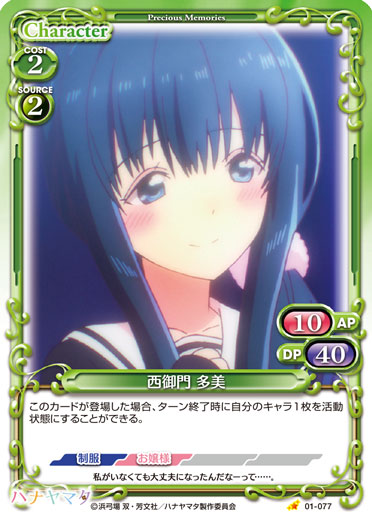 Precious Memories
Character
COST
2
SOURCE
2
10 AP
DP 40
西御門 多美
このカードが登場した場合、ターン終了時に自分のキャラ1枚を活動
状態にすることができる。
制服 お嬢様
私がいなくても大丈夫になったんだなーって……。
ハナヤマタ
©浜弓場 双・芳文社/ハナヤマタ製作委員会
01-077